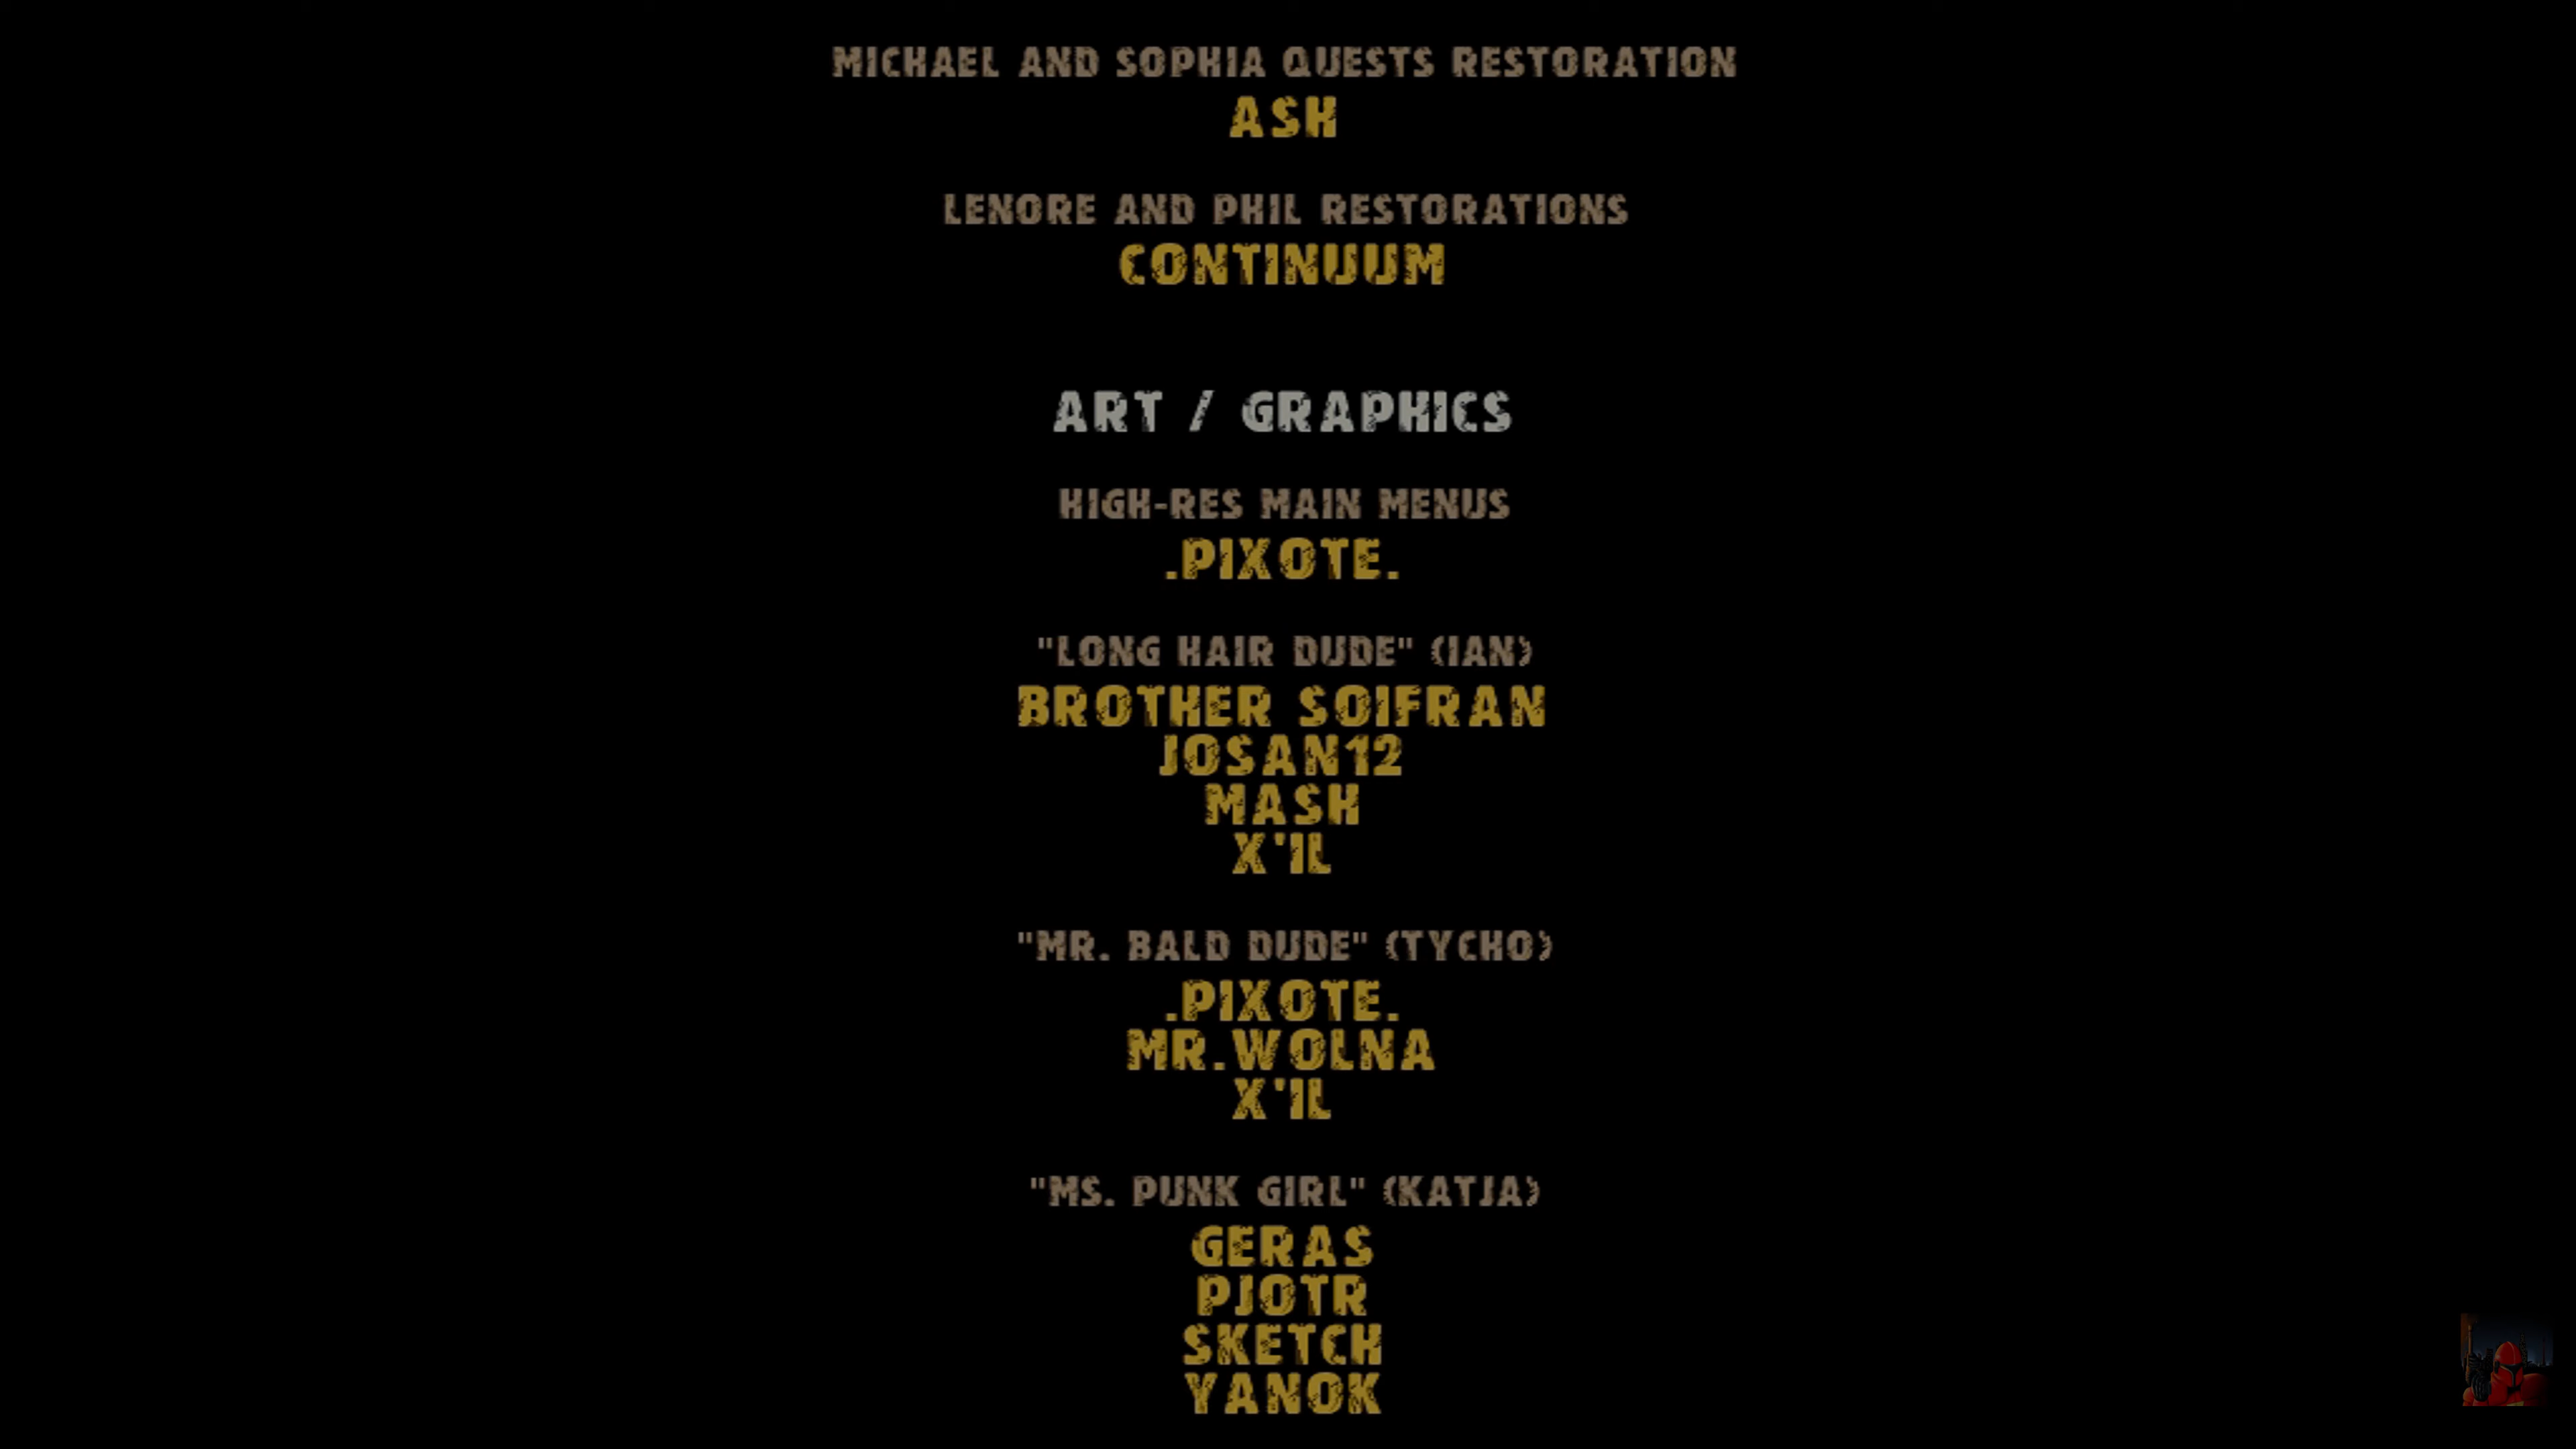 MICHAEL AND SOPHIA QUESTS RESTORATION
ASH
LENORE AND PHIL RESTORATIONS
CONTINUUM
ART / GRAPHICS
HIGH-RES MAIN MENUS
.PIXOTE.
"LONG HAIR DUDE" (IAN)
BROTHER SOIFRAN
JOSAN12
MASH
X'IL
"MR. BALD DUDE" (TYCHO)
.PIXOTE.
MR.WOLNA
X'IL
"MS. PUNK GIRL" (KATJA)
GERAS
PJOTR
SKETCH
YANOK